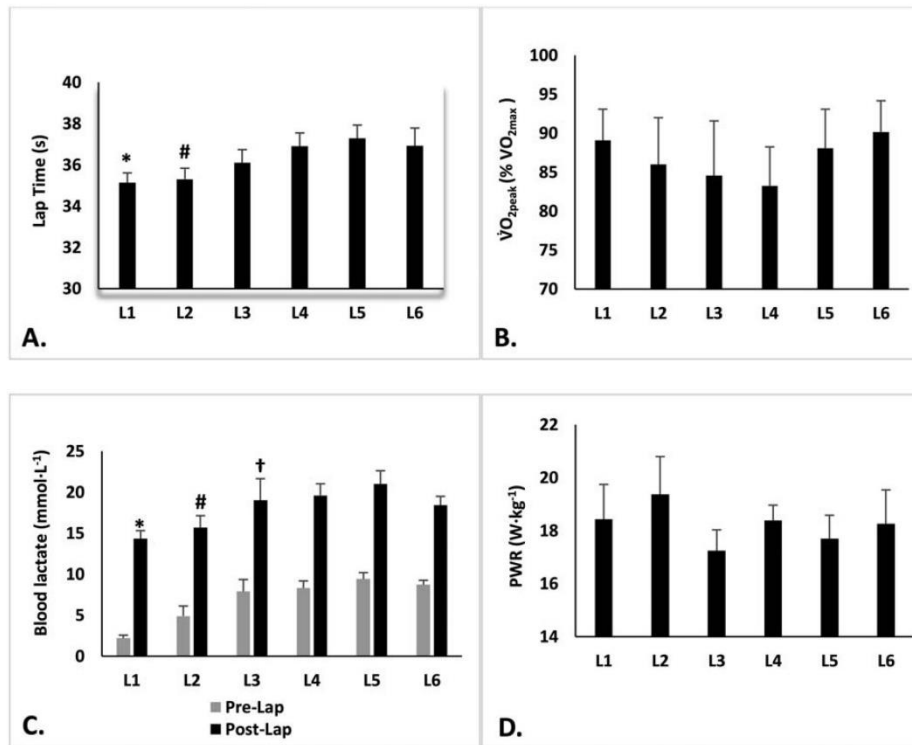 40
38
36
34
32
30
Lap Time (s)
*
#
L1 L2 L3 L4 L5 L6
A.
100
95
90
85
80
75
70
V̇O2peak (% VO2max)
L1 L2 L3 L4 L5 L6
B.
25
20
15
10
5
0
Blood lactate (mmol·L-1)
*
#
†
L1 L2 L3 L4 L5 L6
Pre-Lap
Post-Lap
C.
22
20
18
16
14
PWR (W·kg-1)
L1 L2 L3 L4 L5 L6
D.